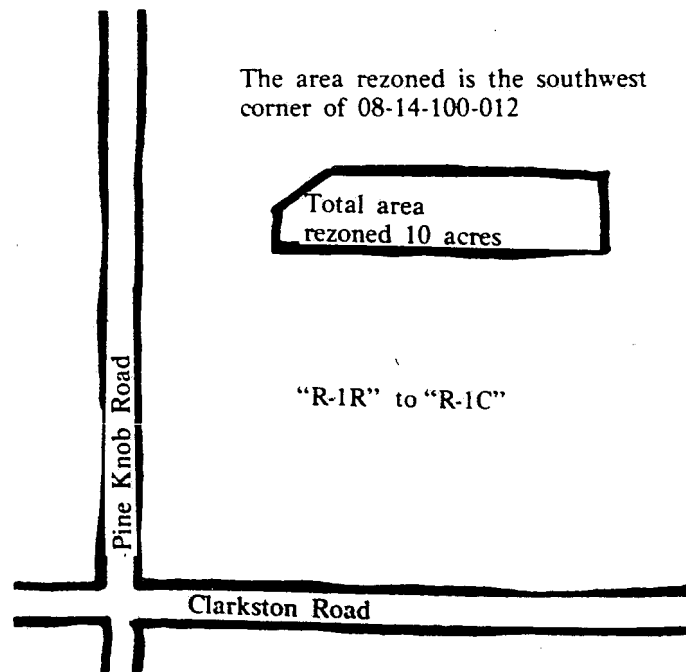 The area rezoned is the southwest
corner of 08-14-100-012
Total area
rezoned 10 acres
"R-1R" to "R-1C"
Pine Knob Road
Clarkston Road